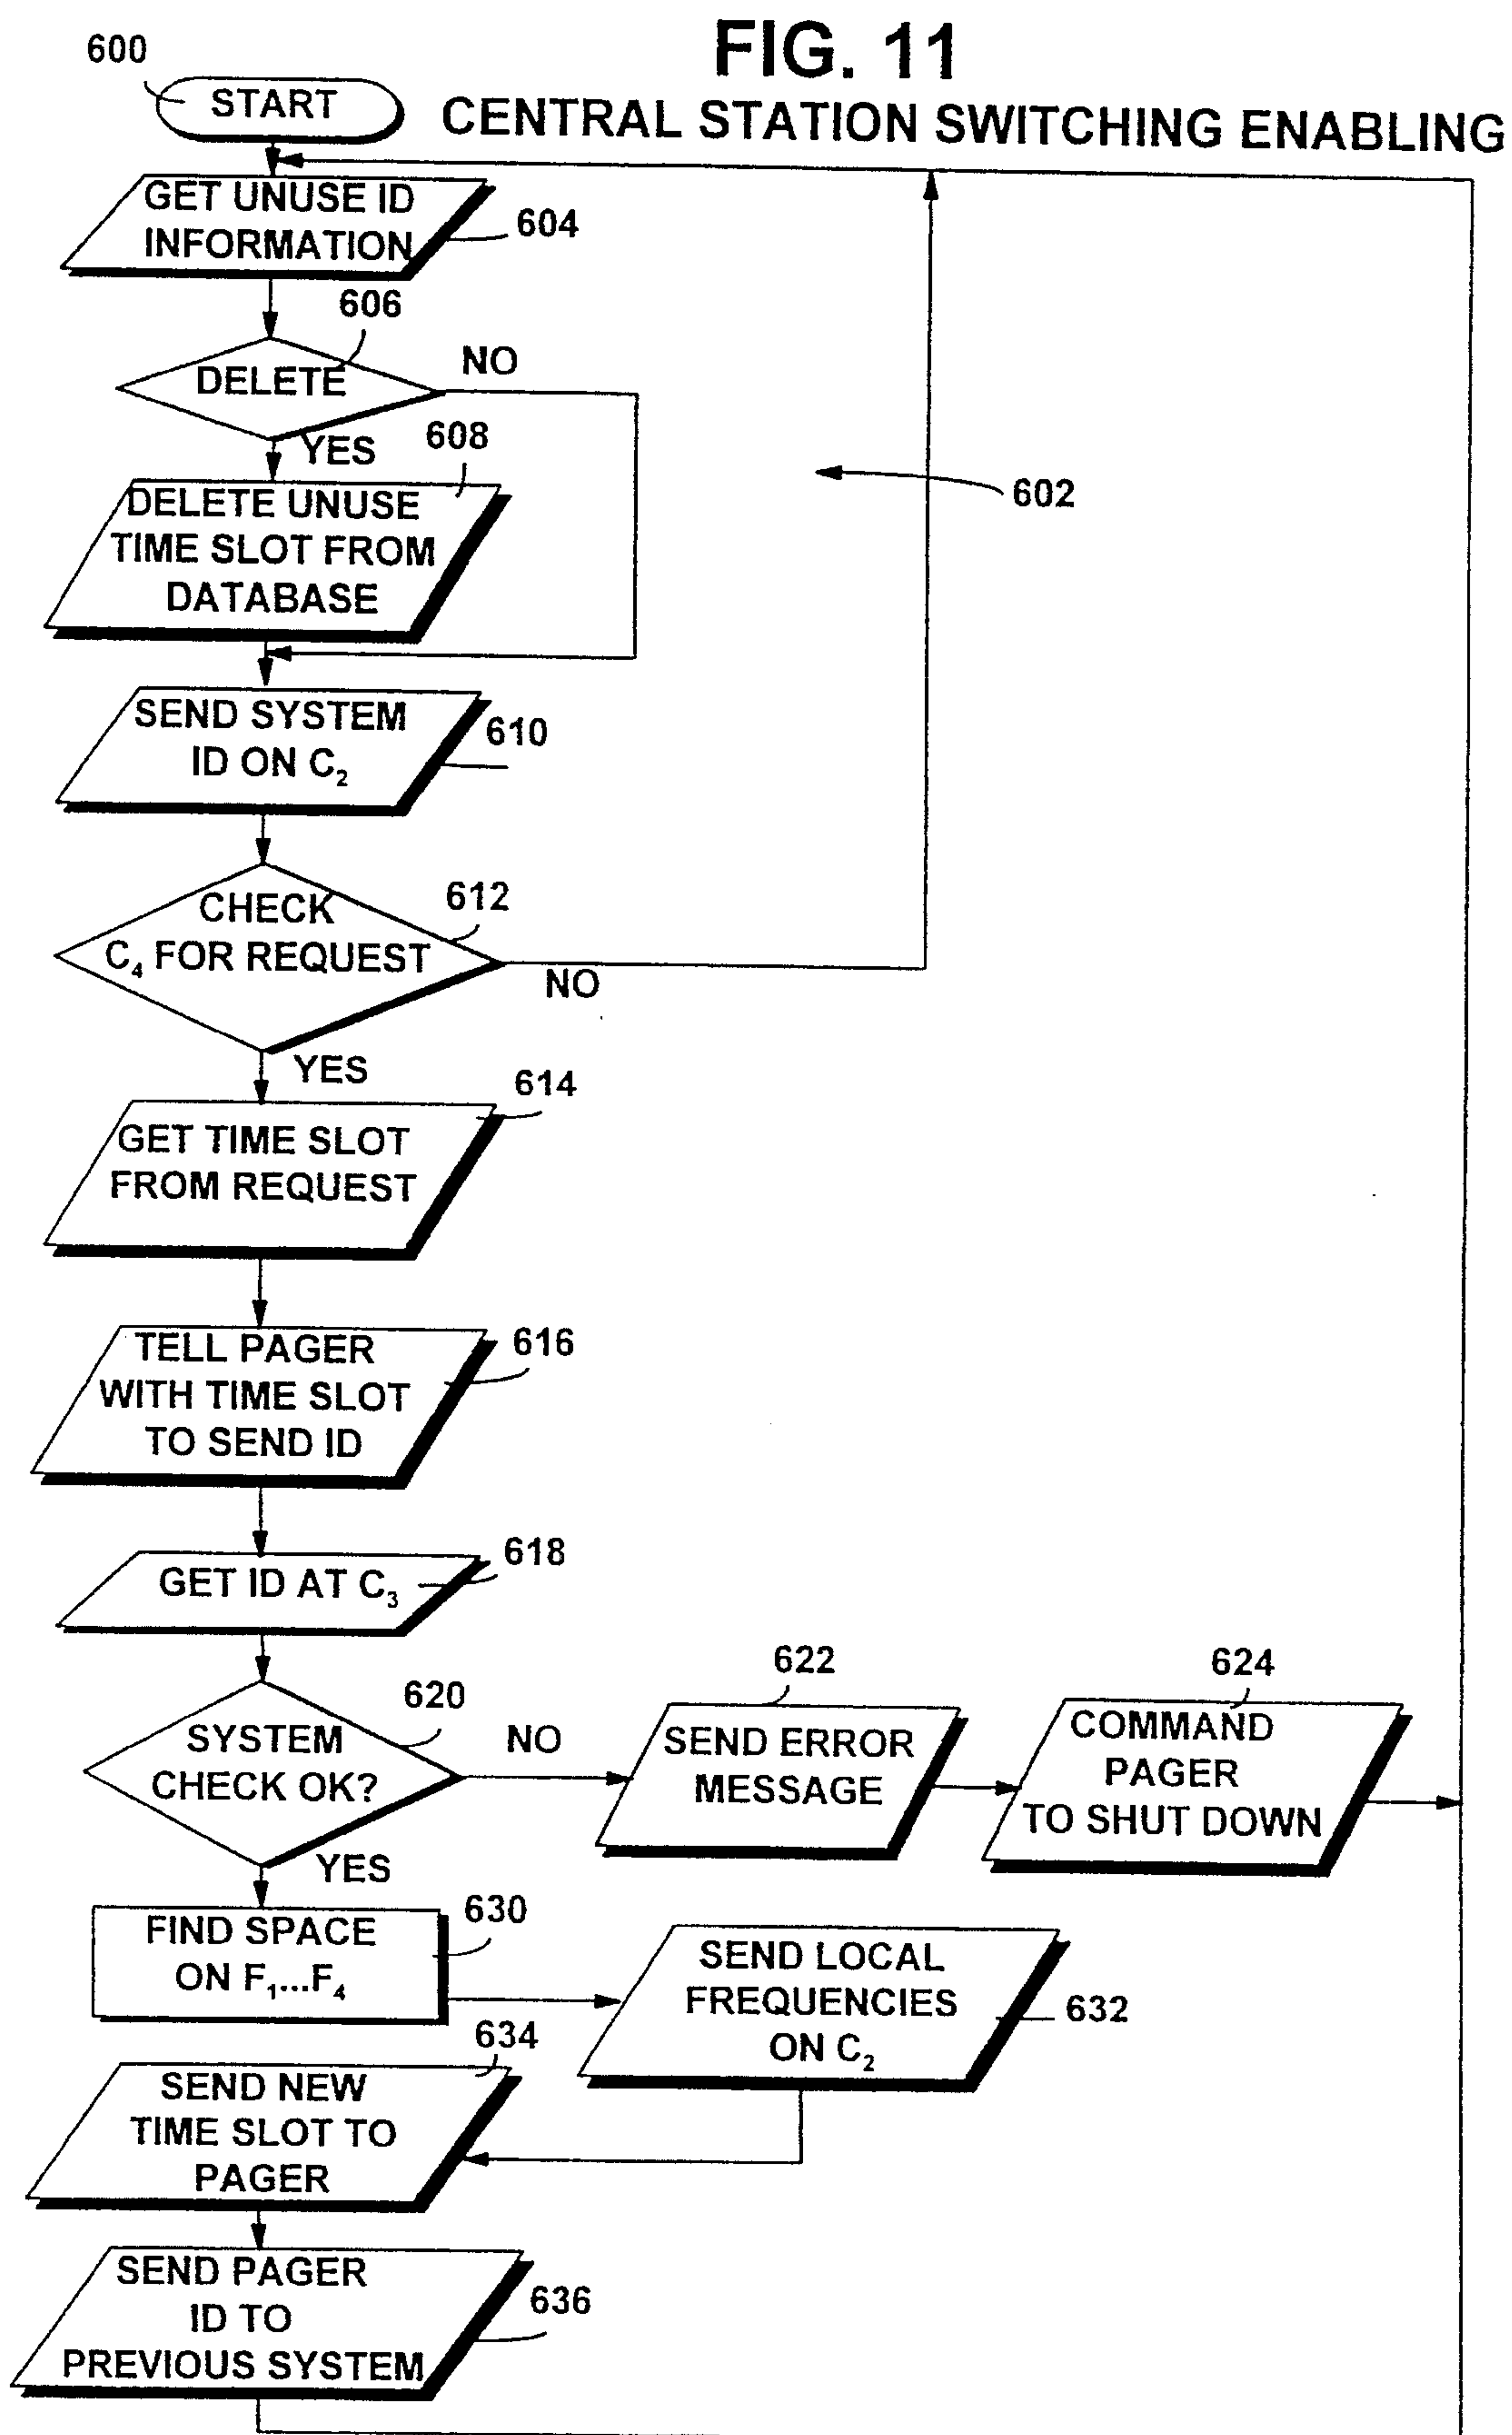 FIG. 11
600
START
CENTRAL STATION SWITCHING ENABLING
GET UNUSE ID
INFORMATION
604
606
DELETE
NO
YES
608
DELETE UNUSE
TIME SLOT FROM
DATABASE
602
SEND SYSTEM
ID ON C₂
610
CHECK
C₄ FOR REQUEST
612
NO
YES
614
GET TIME SLOT
FROM REQUEST
TELL PAGER
WITH TIME SLOT
TO SEND ID
616
GET ID AT C₃
618
SYSTEM
CHECK OK?
620
NO
622
SEND ERROR
MESSAGE
624
COMMAND
PAGER
TO SHUT DOWN
YES
FIND SPACE
ON F₁...F₄
630
SEND LOCAL
FREQUENCIES
ON C₂
632
634
SEND NEW
TIME SLOT TO
PAGER
SEND PAGER
ID TO
PREVIOUS SYSTEM
636